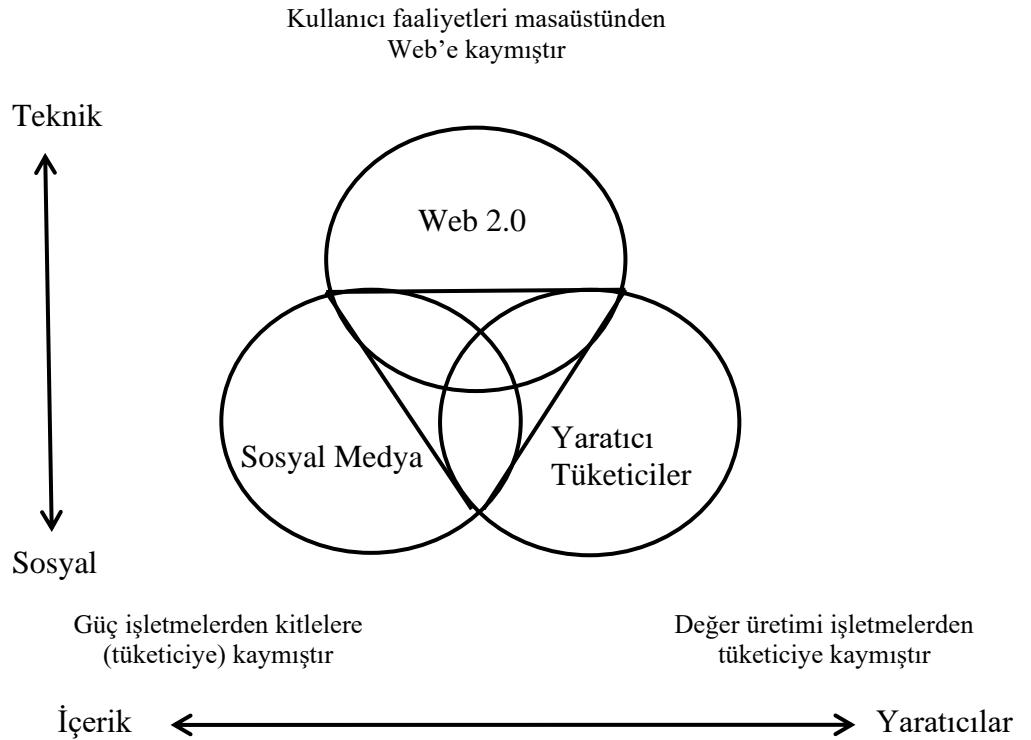 Kullanıcı faaliyetleri masaüstünden
Web’e kaymıştır
Teknik
Web 2.0
Sosyal Medya
Yaratıcı
Tüketiciler
Sosyal
Güç işletmelerden kitlelere
(tüketiciye) kaymıştır
Değer üretimi işletmelerden
tüketiciye kaymıştır
İçerik
Yaratıcılar